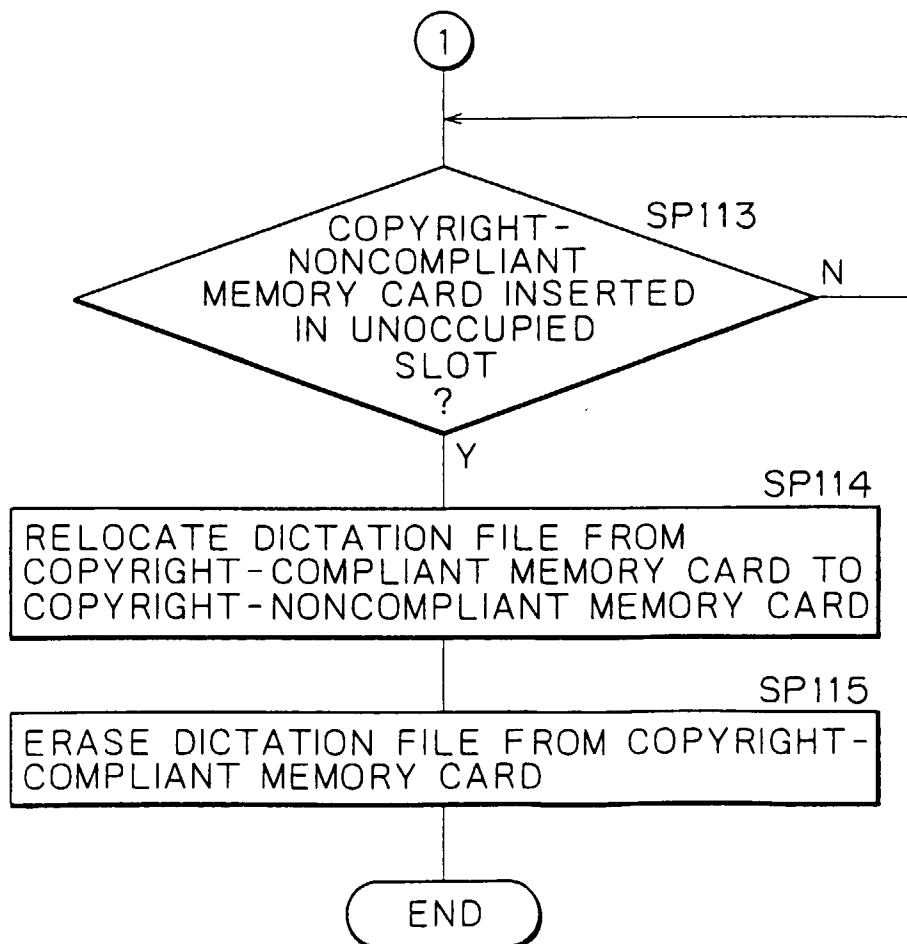 1
SP113
COPYRIGHT-
NONCOMPLIANT
MEMORY CARD INSERTED
IN UNOCCUPIED
SLOT
?
N
Y
SP114
RELOCATE DICTATION FILE FROM
COPYRIGHT-COMPLIANT MEMORY CARD TO
COPYRIGHT-NONCOMPLIANT MEMORY CARD
SP115
ERASE DICTATION FILE FROM COPYRIGHT-
COMPLIANT MEMORY CARD
END